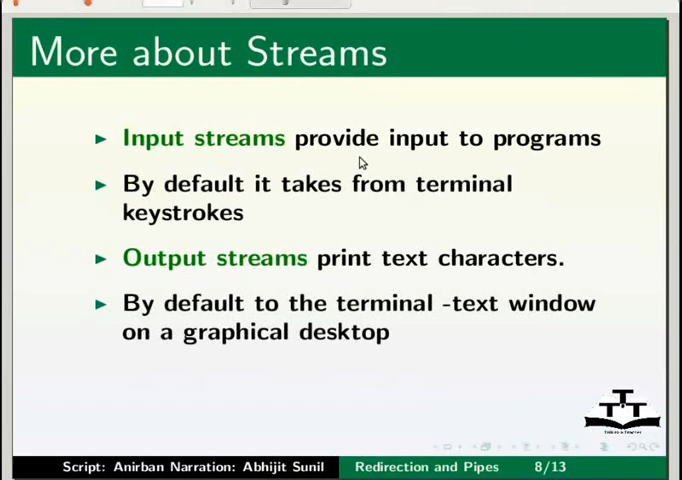 More about Streams
Input streams provide input to programs
By default it takes from terminal
keystrokes
Output streams print text characters.
By default to the terminal -text window
on a graphical desktop
TTT
Script: Anirban Narration: Abhijit Sunil Redirection and Pipes 8/13